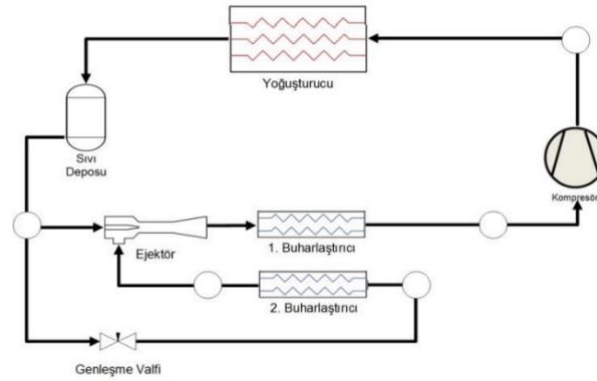 Yoğuşturucu
Sıvı
Deposu
Kompresör
Ejektör
1. Buharlaştırıcı
2. Buharlaştırıcı
Genleşme Valfi